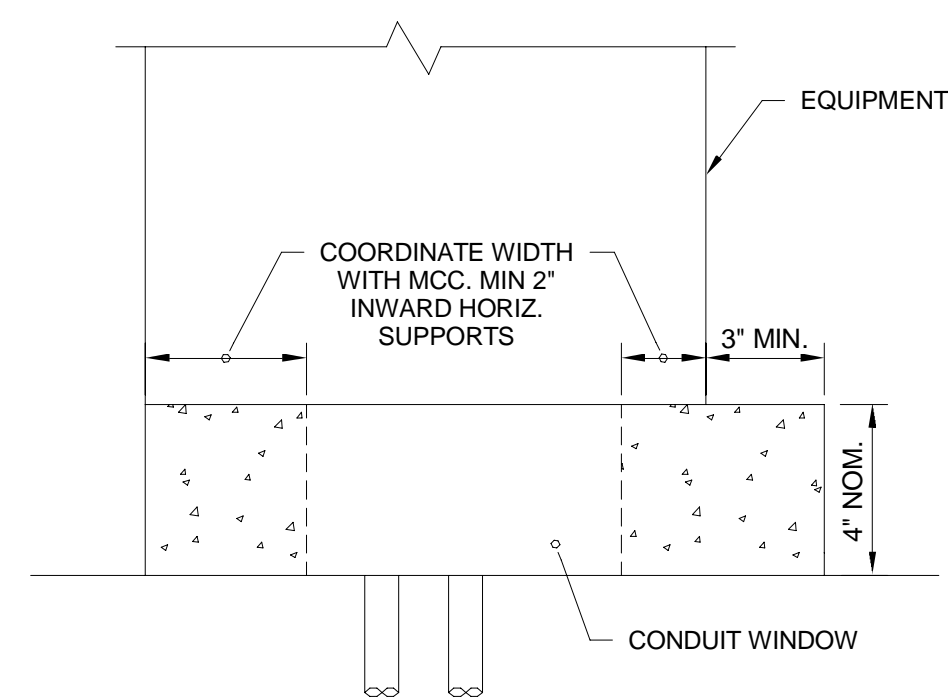 EQUIPMENT
COORDINATE WIDTH
WITH MCC. MIN 2"
INWARD HORIZ.
SUPPORTS
3" MIN.
4" NOM.
CONDUIT WINDOW